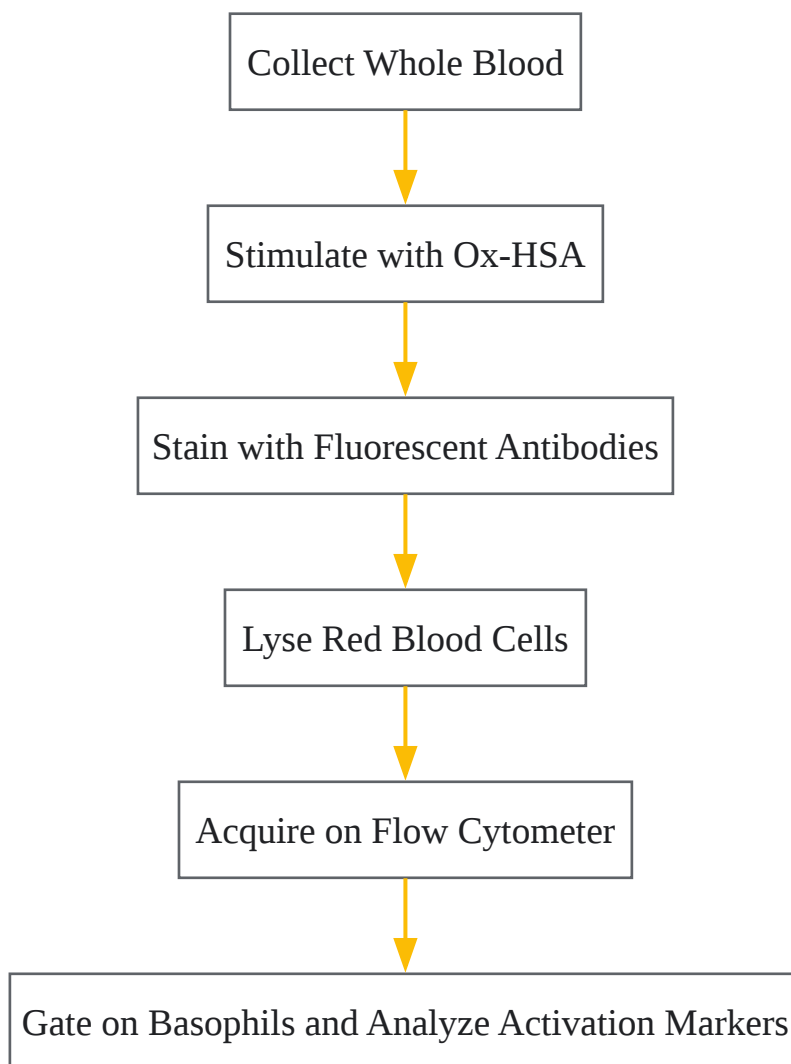 Collect Whole Blood
Stimulate with Ox-HSA
Stain with Fluorescent Antibodies
Lyse Red Blood Cells
Acquire on Flow Cytometer
Gate on Basophils and Analyze Activation Markers